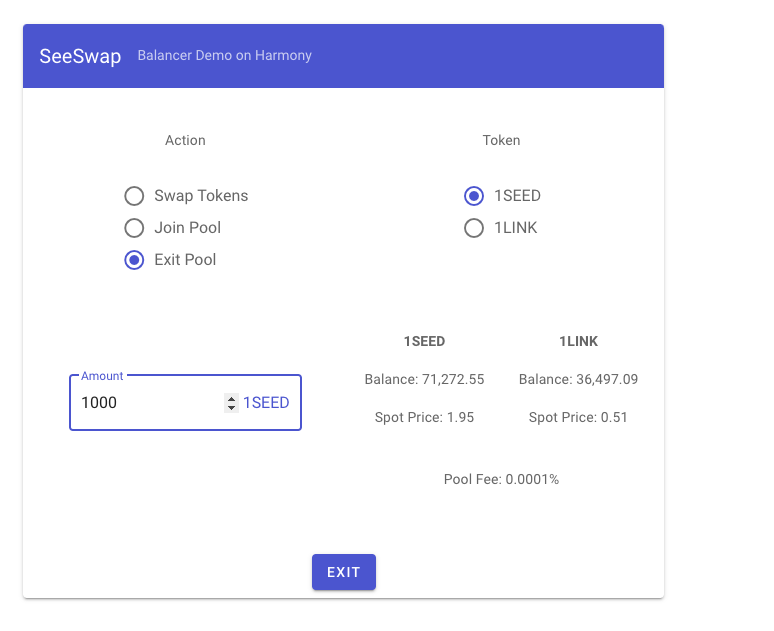 SeeSwap Balancer Demo on Harmony
Action
Swap Tokens
Join Pool
Exit Pool
Token
1SEED
1LINK
Amount
1000 1SEED
1SEED 1LINK
Balance: 71,272.55 Balance: 36,497.09
Spot Price: 1.95 Spot Price: 0.51
Pool Fee: 0.0001%
EXIT